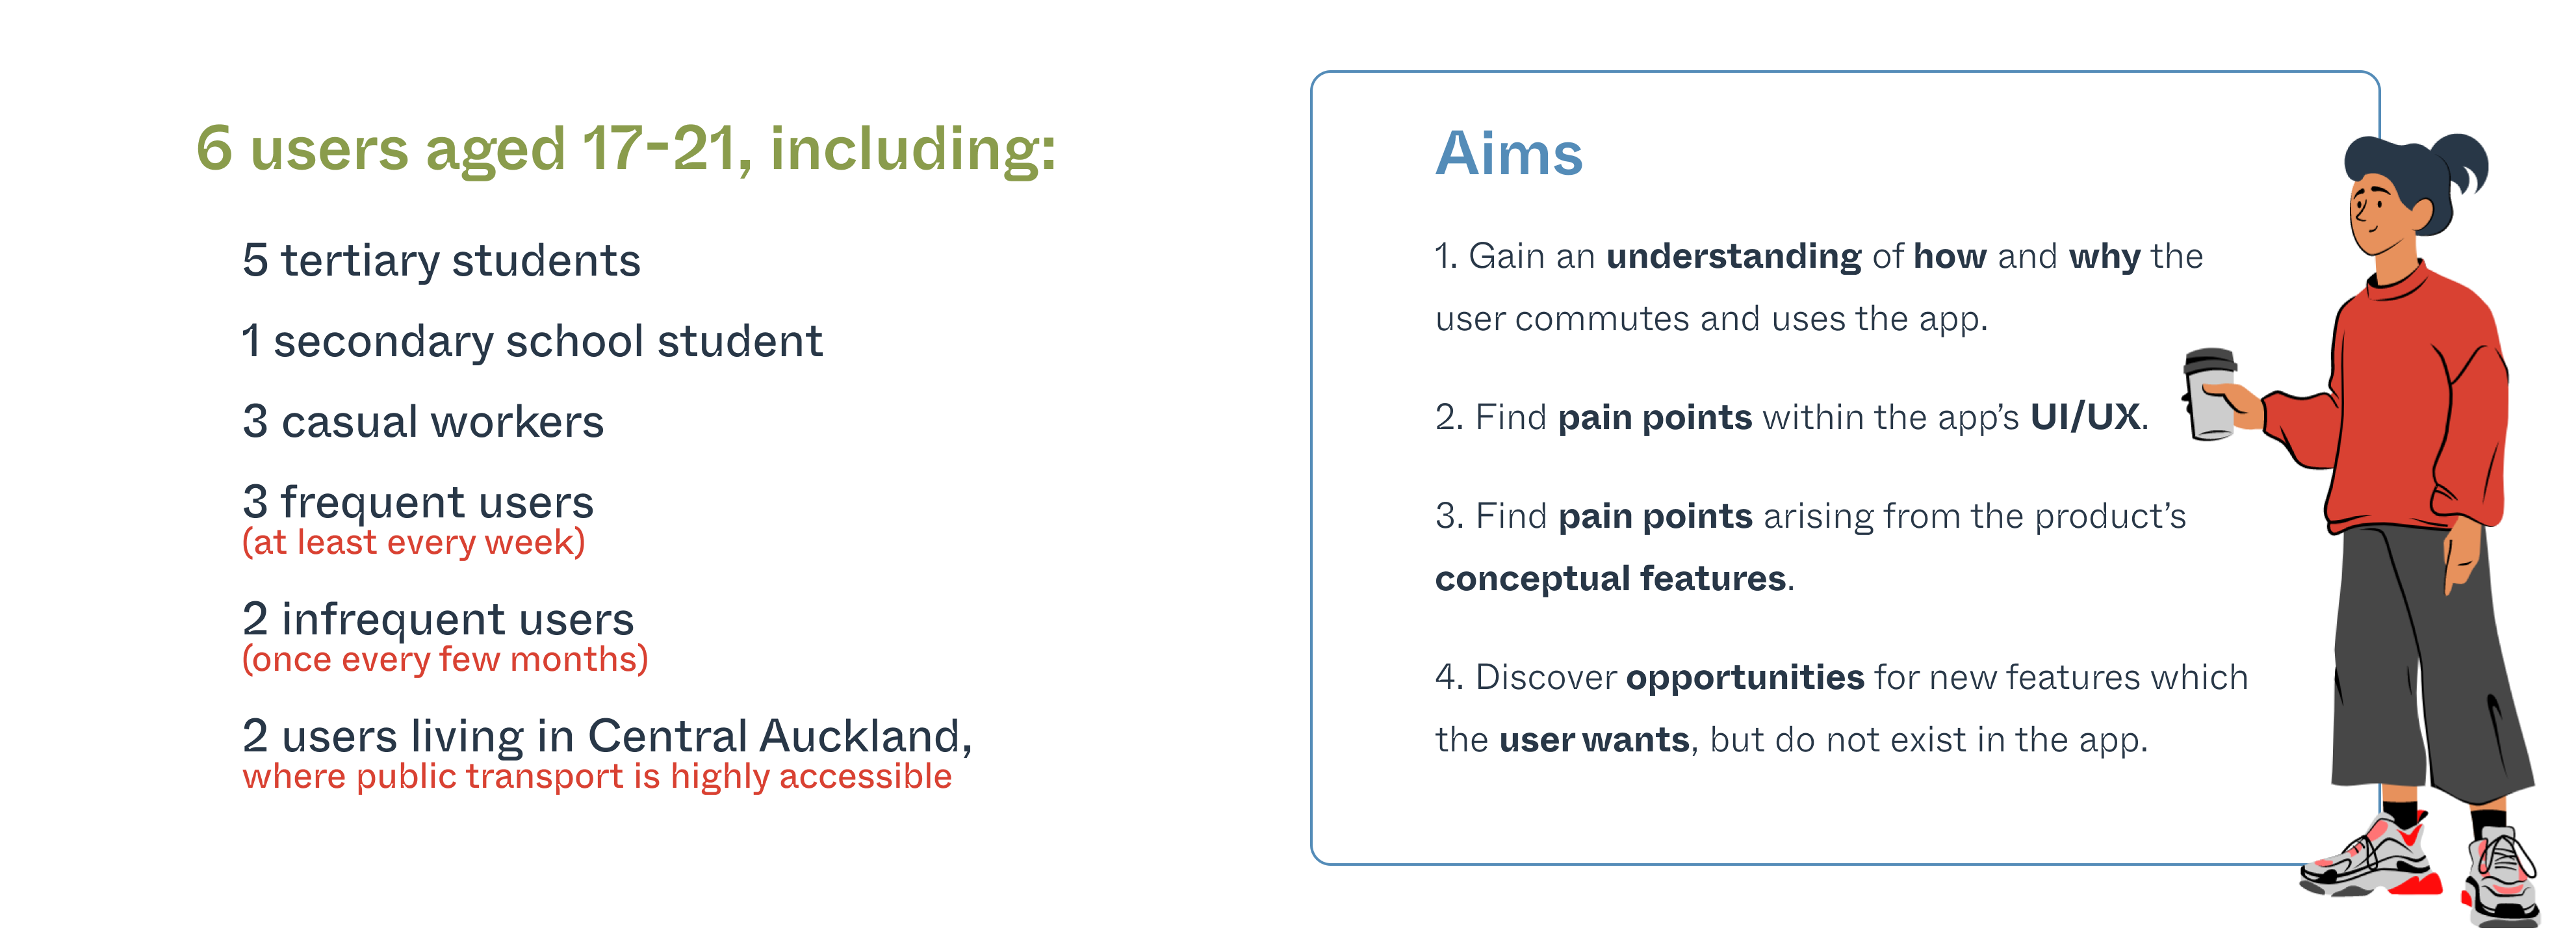 6 users aged 17-21, including:
5 tertiary students
1 secondary school student
3 casual workers
3 frequent users
(at least every week)
2 infrequent users
(once every few months)
2 users living in Central Auckland,
where public transport is highly accessible
Aims
1. Gain an understanding of how and why the
user commutes and uses the app.
2. Find pain points within the app’s UI/UX.
3. Find pain points arising from the product’s
conceptual features.
4. Discover opportunities for new features which
the user wants, but do not exist in the app.